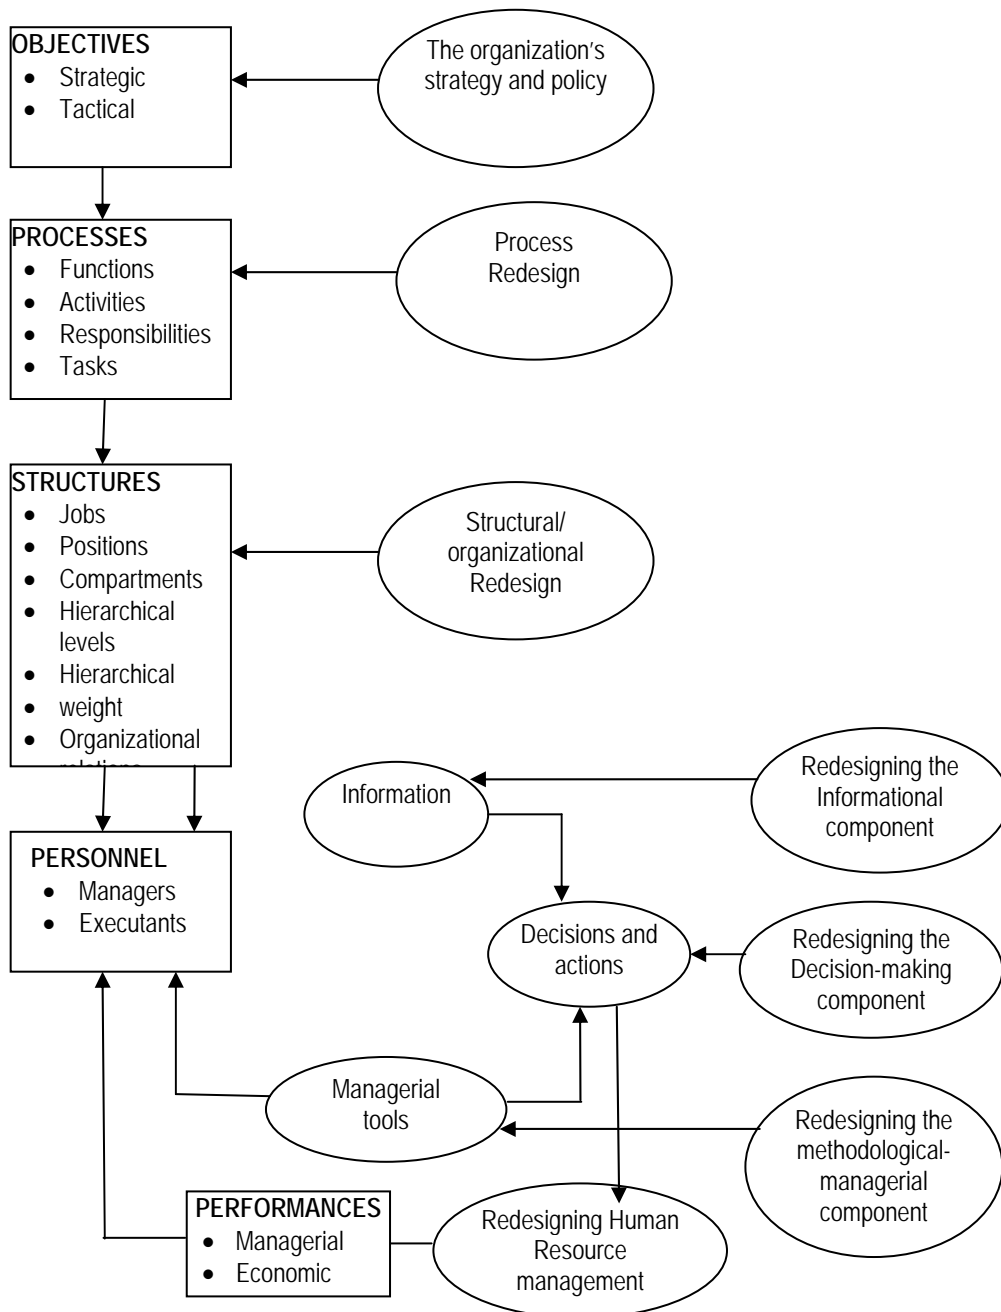 OBJECTIVES
• Strategic
• Tactical
The organization's
strategy and policy
PROCESSES
• Functions
• Activities
• Responsibilities
• Tasks
Process
Redesign
STRUCTURES
• Jobs
• Positions
• Compartments
• Hierarchical
levels
• Hierarchical
• weight
• Organizational
Structural/
organizational
Redesign
Information
Redesigning the
Informational
component
PERSONNEL
• Managers
• Executants
Decisions and
actions
Redesigning the
Decision-making
component
Managerial
tools
Redesigning the
methodological-
managerial
component
PERFORMANCES
• Managerial
• Economic
Redesigning Human
Resource
management